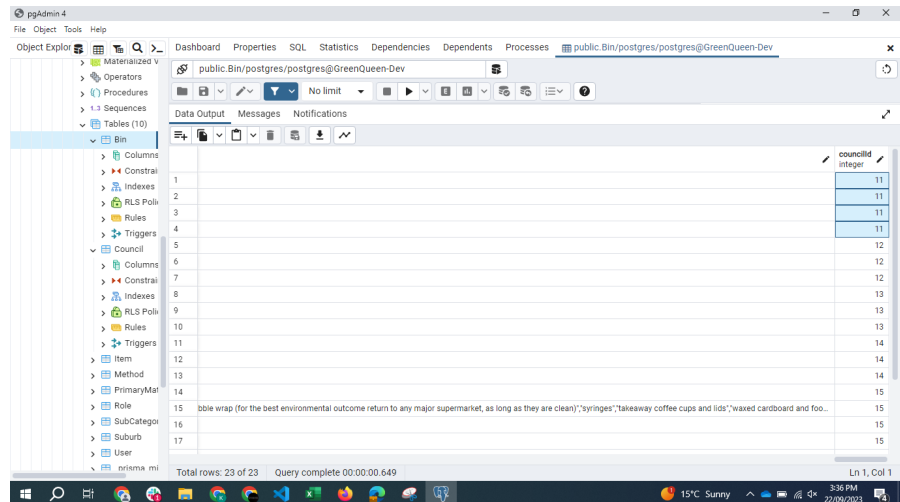 pgAdmin 4
File Object Tools Help
Object Explor
Dashboard Properties SQL Statistics Dependencies Dependents Processes public.Bin/postgres/postgres@GreenQueen-Dev
public.Bin/postgres/postgres@GreenQueen-Dev
No limit
Data Output Messages Notifications
Materialized V
Operators
Procedures
1..3 Sequences
Tables (10)
Bin
Columns
Constrai
Indexes
RLS Poli
Rules
Triggers
Council
Columns
Constrai
Indexes
RLS Poli
Rules
Triggers
Item
Method
PrimaryMat
Role
SubCategor
Suburb
User
_prisma_mi
councilId
integer
1 11
2 11
3 11
4 11
5 12
6 12
7 12
8 13
9 13
10 13
11 14
12 14
13 14
14 15
15 bble wrap (for the best environmental outcome return to any major supermarket, as long as they are clean)","syringes","takeaway coffee cups and lids","waxed cardboard and foo... 15
16 15
17 15
Total rows: 23 of 23 Query complete 00:00:00.649 Ln 1, Col 1
15°C Sunny
3:36 PM
22/09/2023